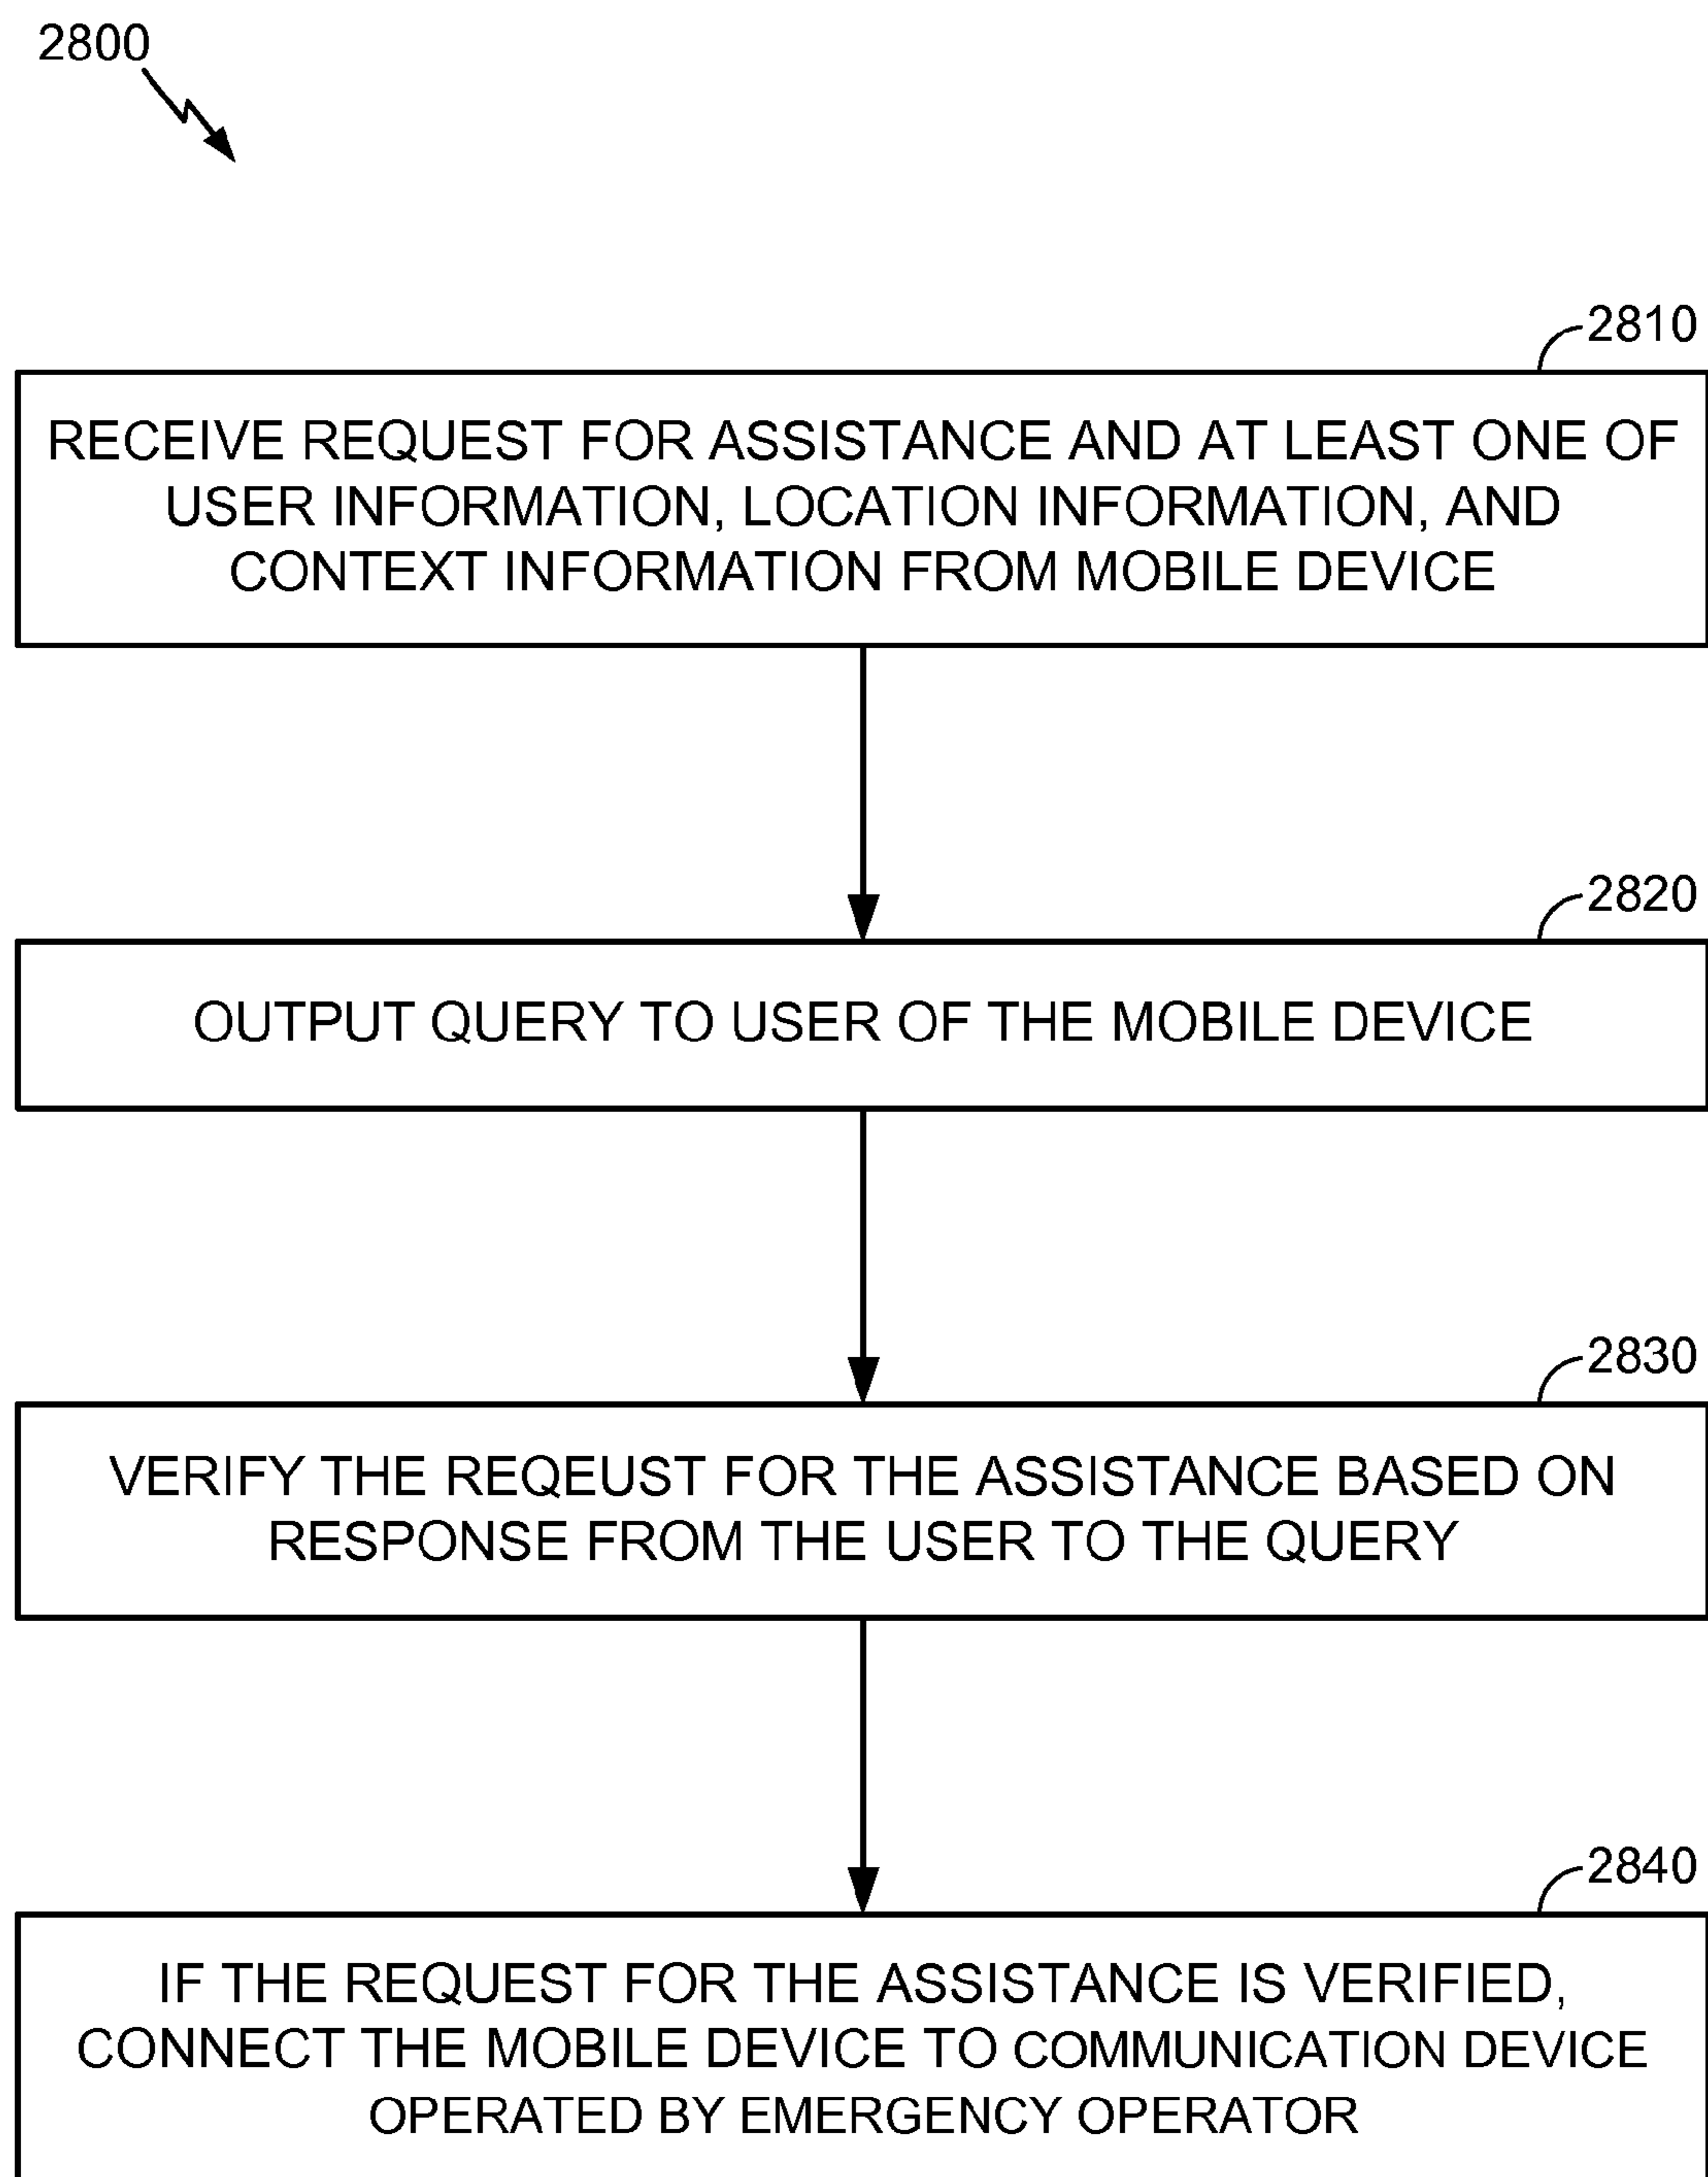 2800
2810
RECEIVE REQUEST FOR ASSISTANCE AND AT LEAST ONE OF
USER INFORMATION, LOCATION INFORMATION, AND
CONTEXT INFORMATION FROM MOBILE DEVICE
2820
OUTPUT QUERY TO USER OF THE MOBILE DEVICE
2830
VERIFY THE REQEUST FOR THE ASSISTANCE BASED ON
RESPONSE FROM THE USER TO THE QUERY
2840
IF THE REQUEST FOR THE ASSISTANCE IS VERIFIED,
CONNECT THE MOBILE DEVICE TO COMMUNICATION DEVICE
OPERATED BY EMERGENCY OPERATOR